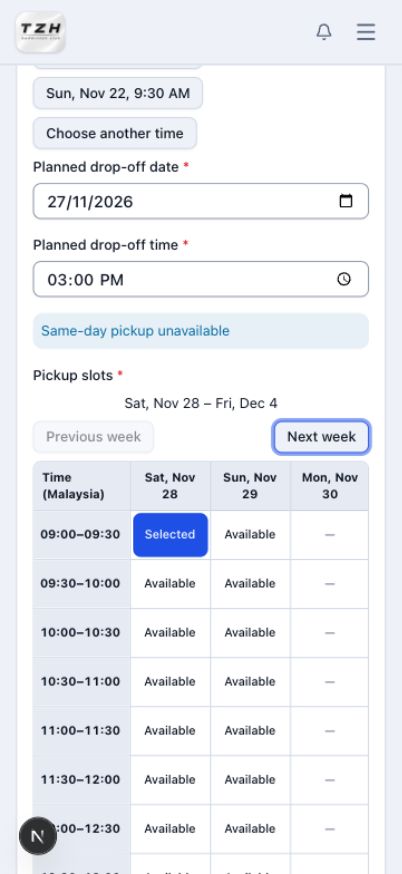 TZH
Sun, Nov 22, 9:30 AM
Choose another time
Planned drop-off date *
27/11/2026
Planned drop-off time *
03:00 PM
Same-day pickup unavailable
Pickup slots *
Sat, Nov 28 – Fri, Dec 4
Previous week
Next week
Time (Malaysia) Sat, Nov 28 Sun, Nov 29 Mon, Nov 30
09:00–09:30 Selected Available —
09:30–10:00 Available Available —
10:00–10:30 Available Available —
10:30–11:00 Available Available —
11:00–11:30 Available Available —
11:30–12:00 Available Available —
:00–12:30 Available Available —
N